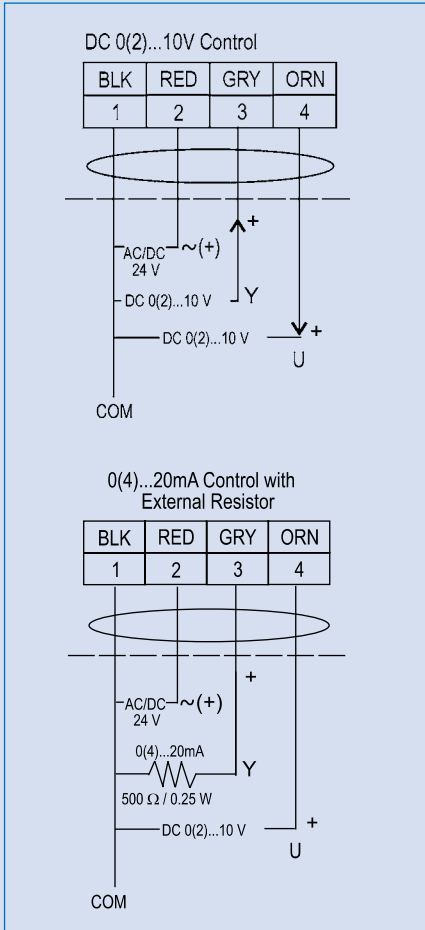 DC 0(2)...10V Control
BLK RED GRY ORN
1 2 3 4
+
AC/DC ~(+)
24 V
DC 0(2)...10 V Y
DC 0(2)...10 V +
U
COM
0(4)...20mA Control with
External Resistor
BLK RED GRY ORN
1 2 3 4
+
AC/DC ~(+)
24 V
0(4)...20mA
Y
500 Ω / 0.25 W
DC 0(2)...10 V +
U
COM